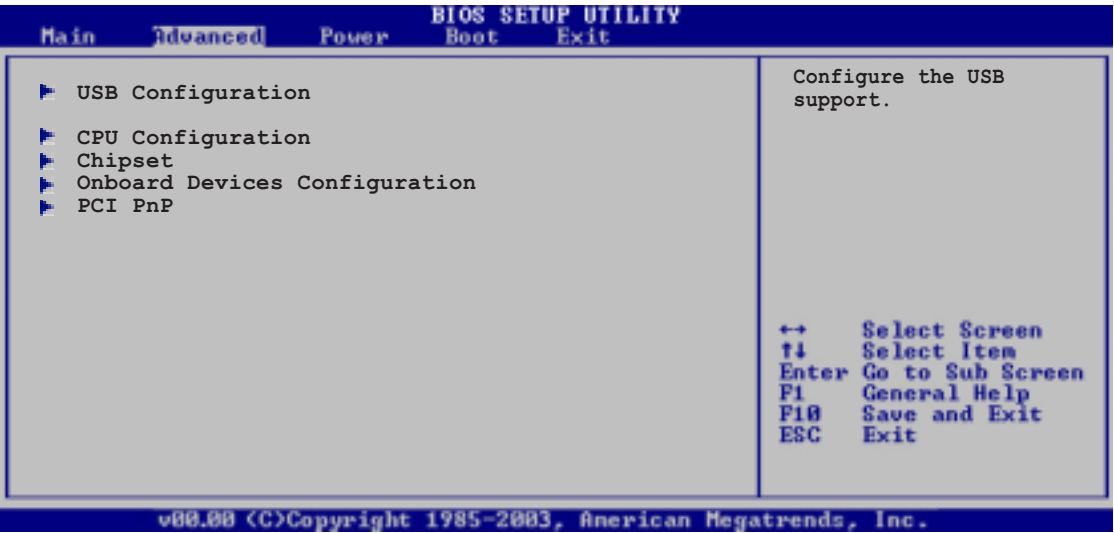 BIOS SETUP UTILITY
Main Advanced Power Boot Exit
USB Configuration
CPU Configuration
Chipset
Onboard Devices Configuration
PCI PnP
Configure the USB
support.
←→ Select Screen
↑↓ Select Item
Enter Go to Sub Screen
F1 General Help
F10 Save and Exit
ESC Exit
v00.00 (C)Copyright 1985-2003, American Megatrends, Inc.